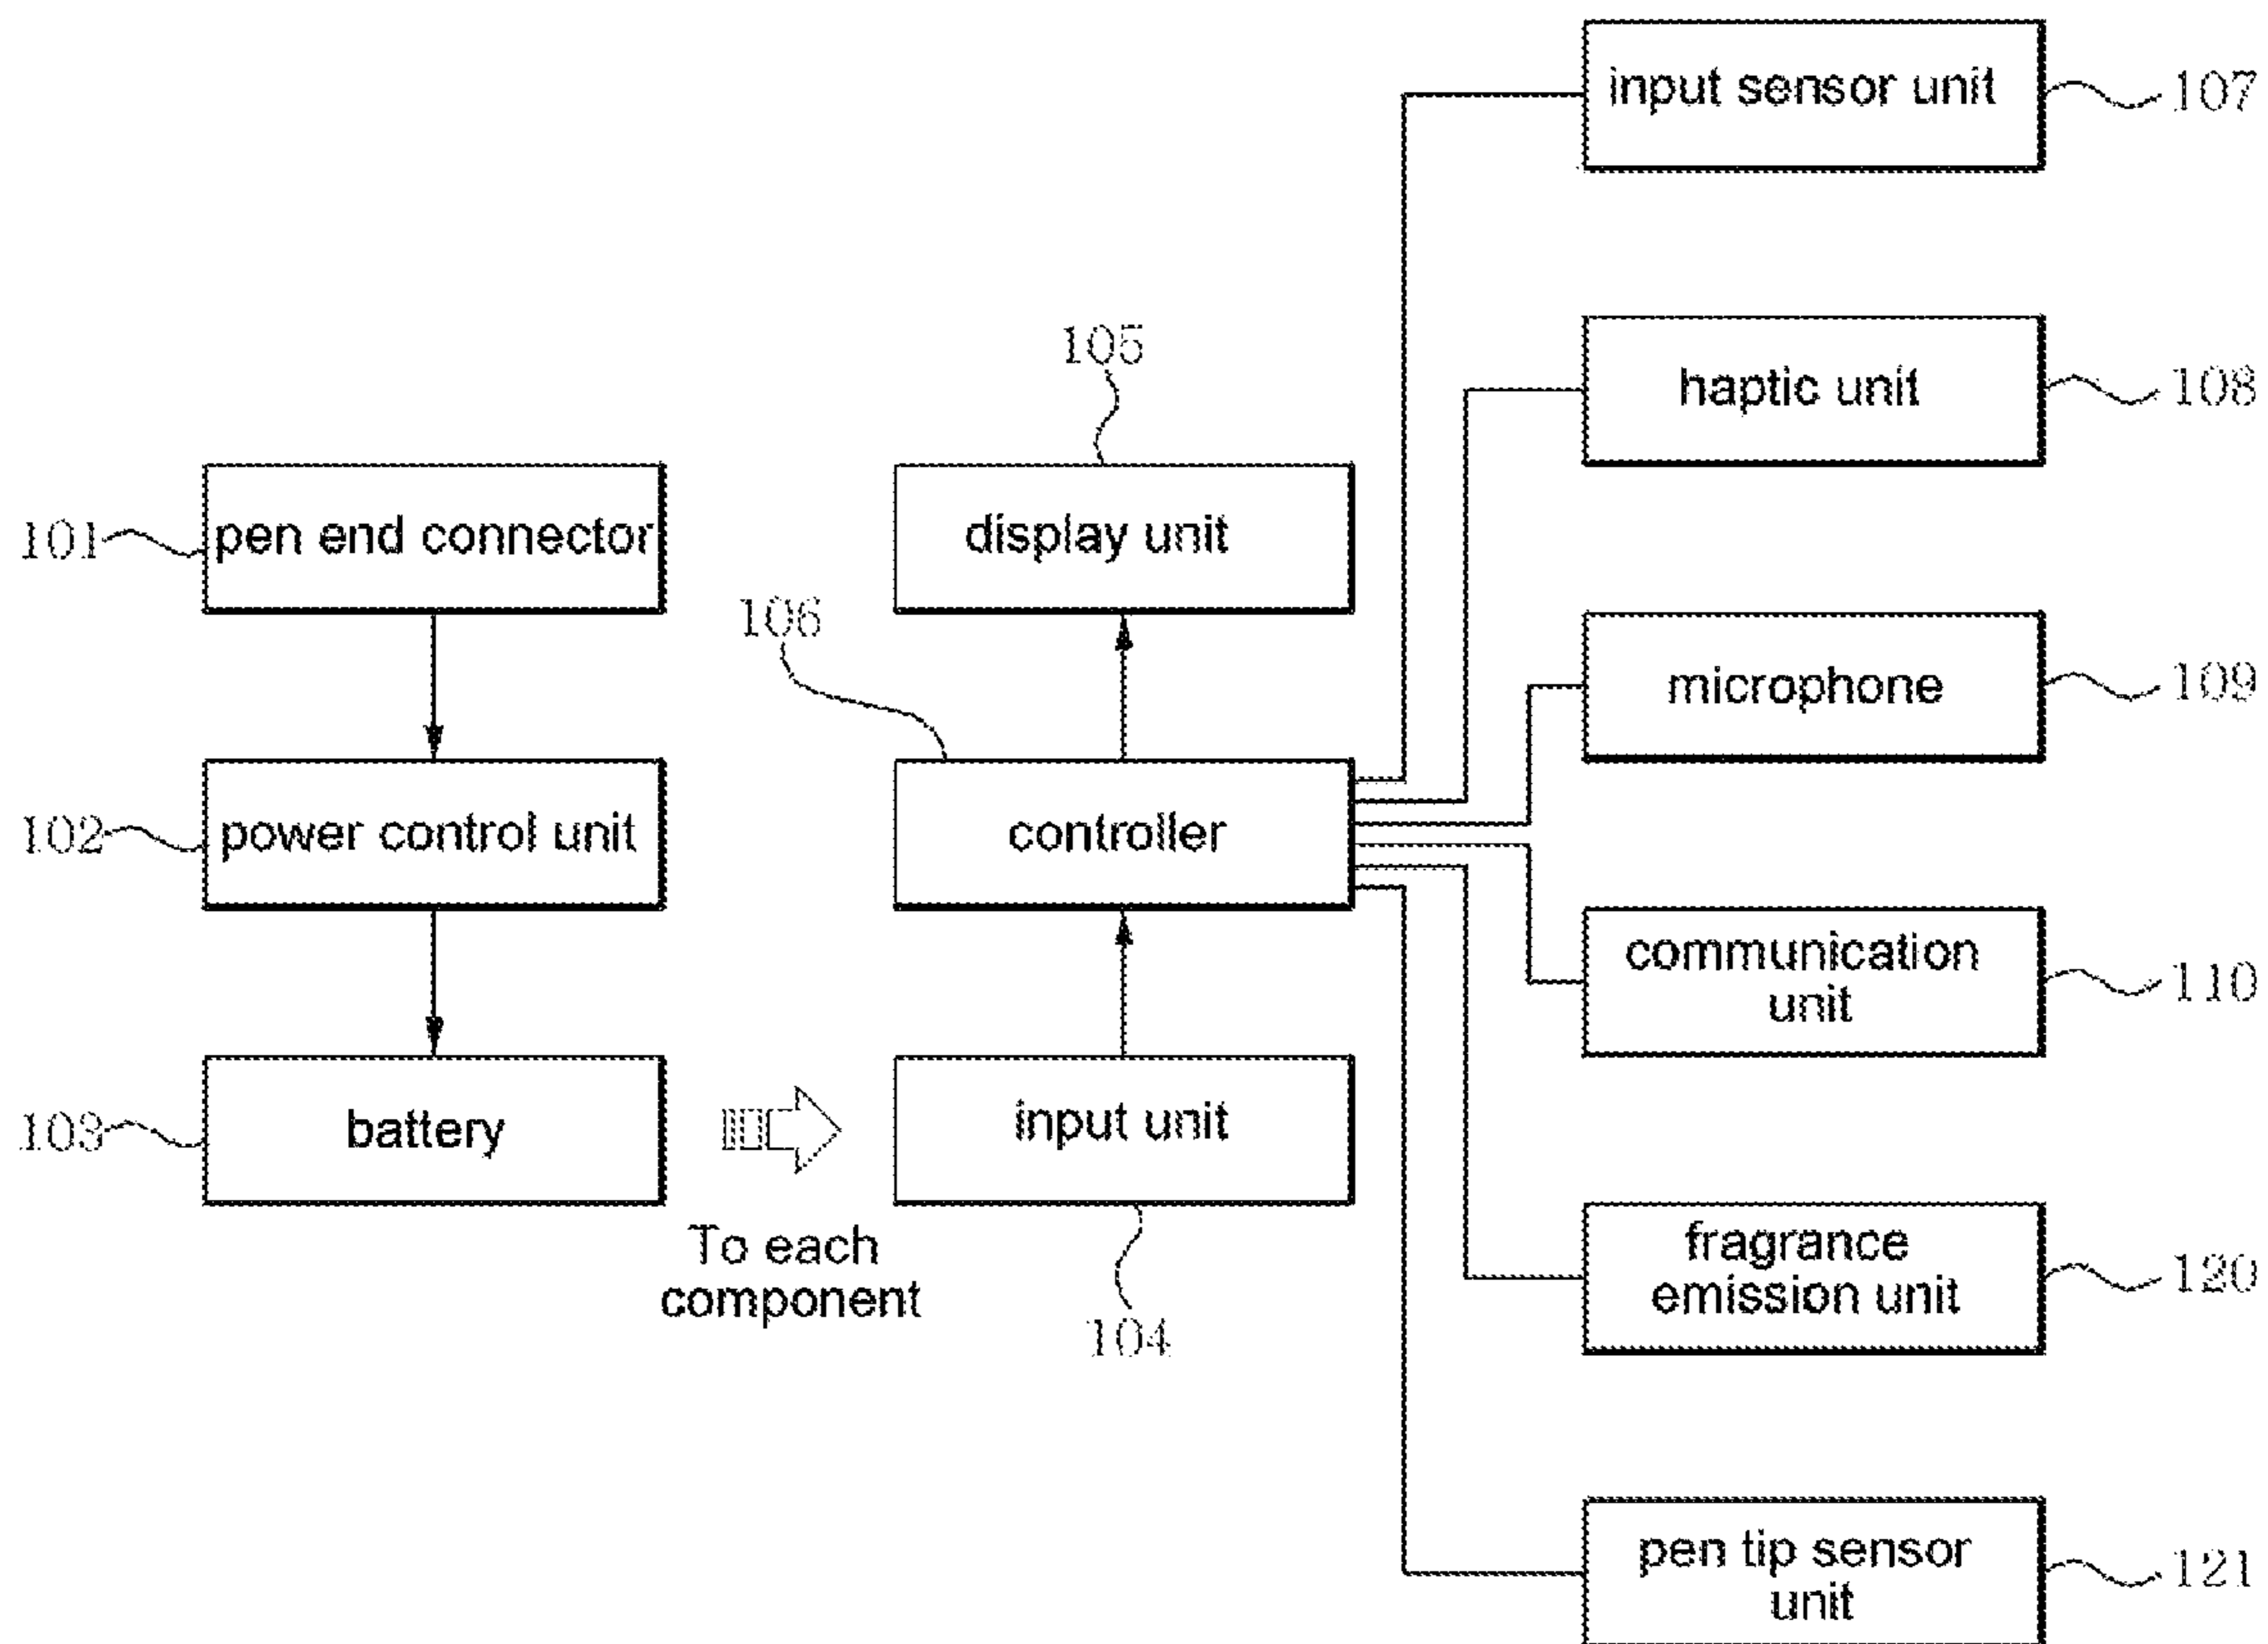 input sensor unit
107
haptic unit
108
105
101
pen end connector
display unit
106
microphone
109
102
power control unit
controller
communication
unit
110
103
battery
input unit
To each
component
104
fragrance
emission unit
120
pen tip sensor
unit
121